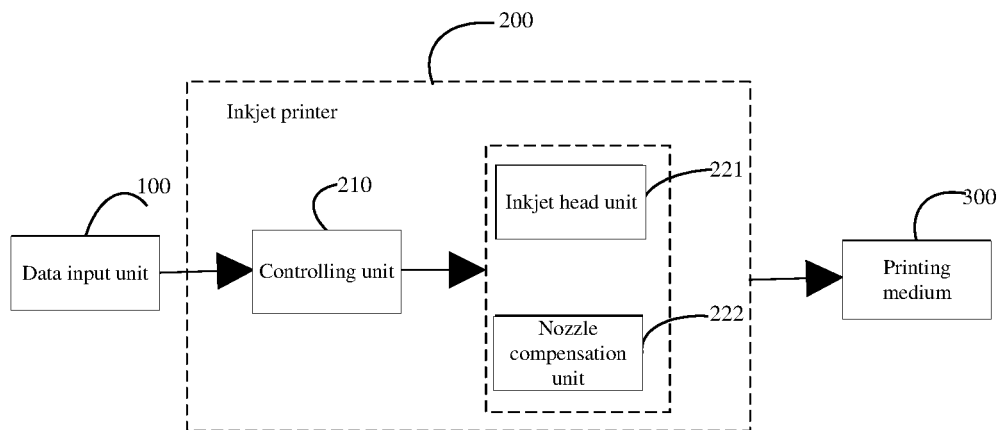 200
Inkjet printer
100
210
221
300
Inkjet head unit
Data input unit
Controlling unit
Printing
medium
222
Nozzle
compensation
unit